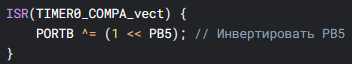 ISR(TIMER0_COMPA_vect) {
    PORTB ^= (1 << PB5); // Инвертировать PB5
}